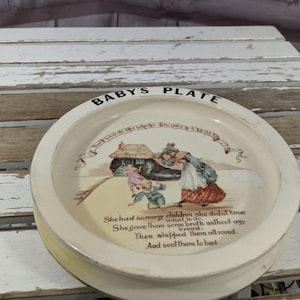 BABY'S PLATE
She had so many children she didn't know
what to do.
She gave them some broth without any
bread.
Then slapped them all round
And sent them to bed